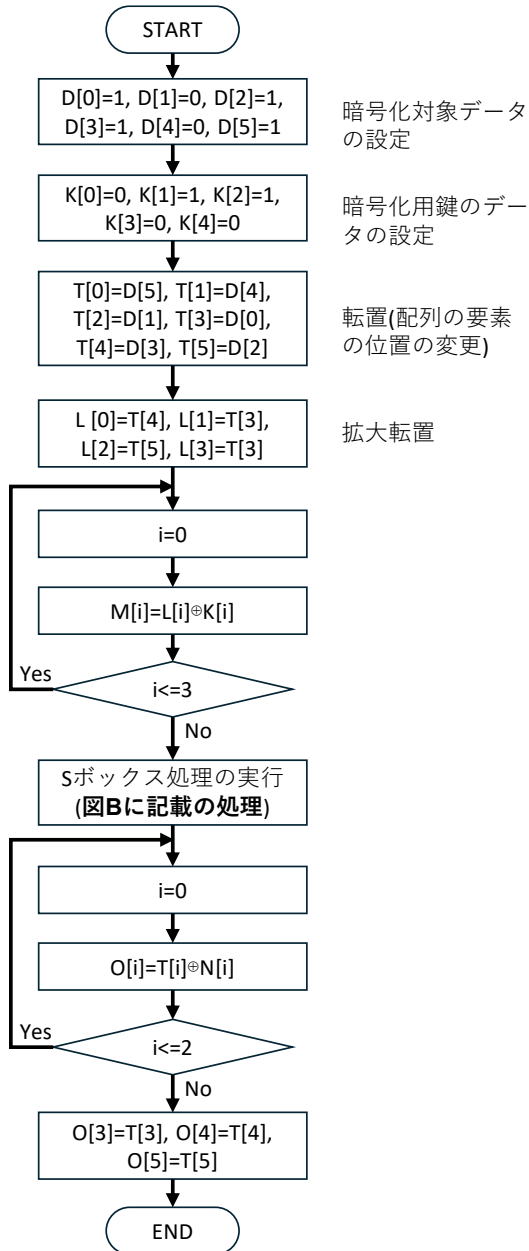 START
D[0]=1, D[1]=0, D[2]=1,
D[3]=1, D[4]=0, D[5]=1
暗号化対象データ
の設定
K[0]=0, K[1]=1, K[2]=1,
K[3]=0, K[4]=0
暗号化用鍵のデー
タの設定
T[0]=D[5], T[1]=D[4],
T[2]=D[1], T[3]=D[0],
T[4]=D[3], T[5]=D[2]
転置(配列の要素
の位置の変更)
L [0]=T[4], L[1]=T[3],
L[2]=T[5], L[3]=T[3]
拡大転置
i=0
M[i]=L[i]⊕K[i]
Yes
i<=3
No
Sボックス処理の実行
(図Bに記載の処理)
i=0
O[i]=T[i]⊕N[i]
Yes
i<=2
No
O[3]=T[3], O[4]=T[4],
O[5]=T[5]
END